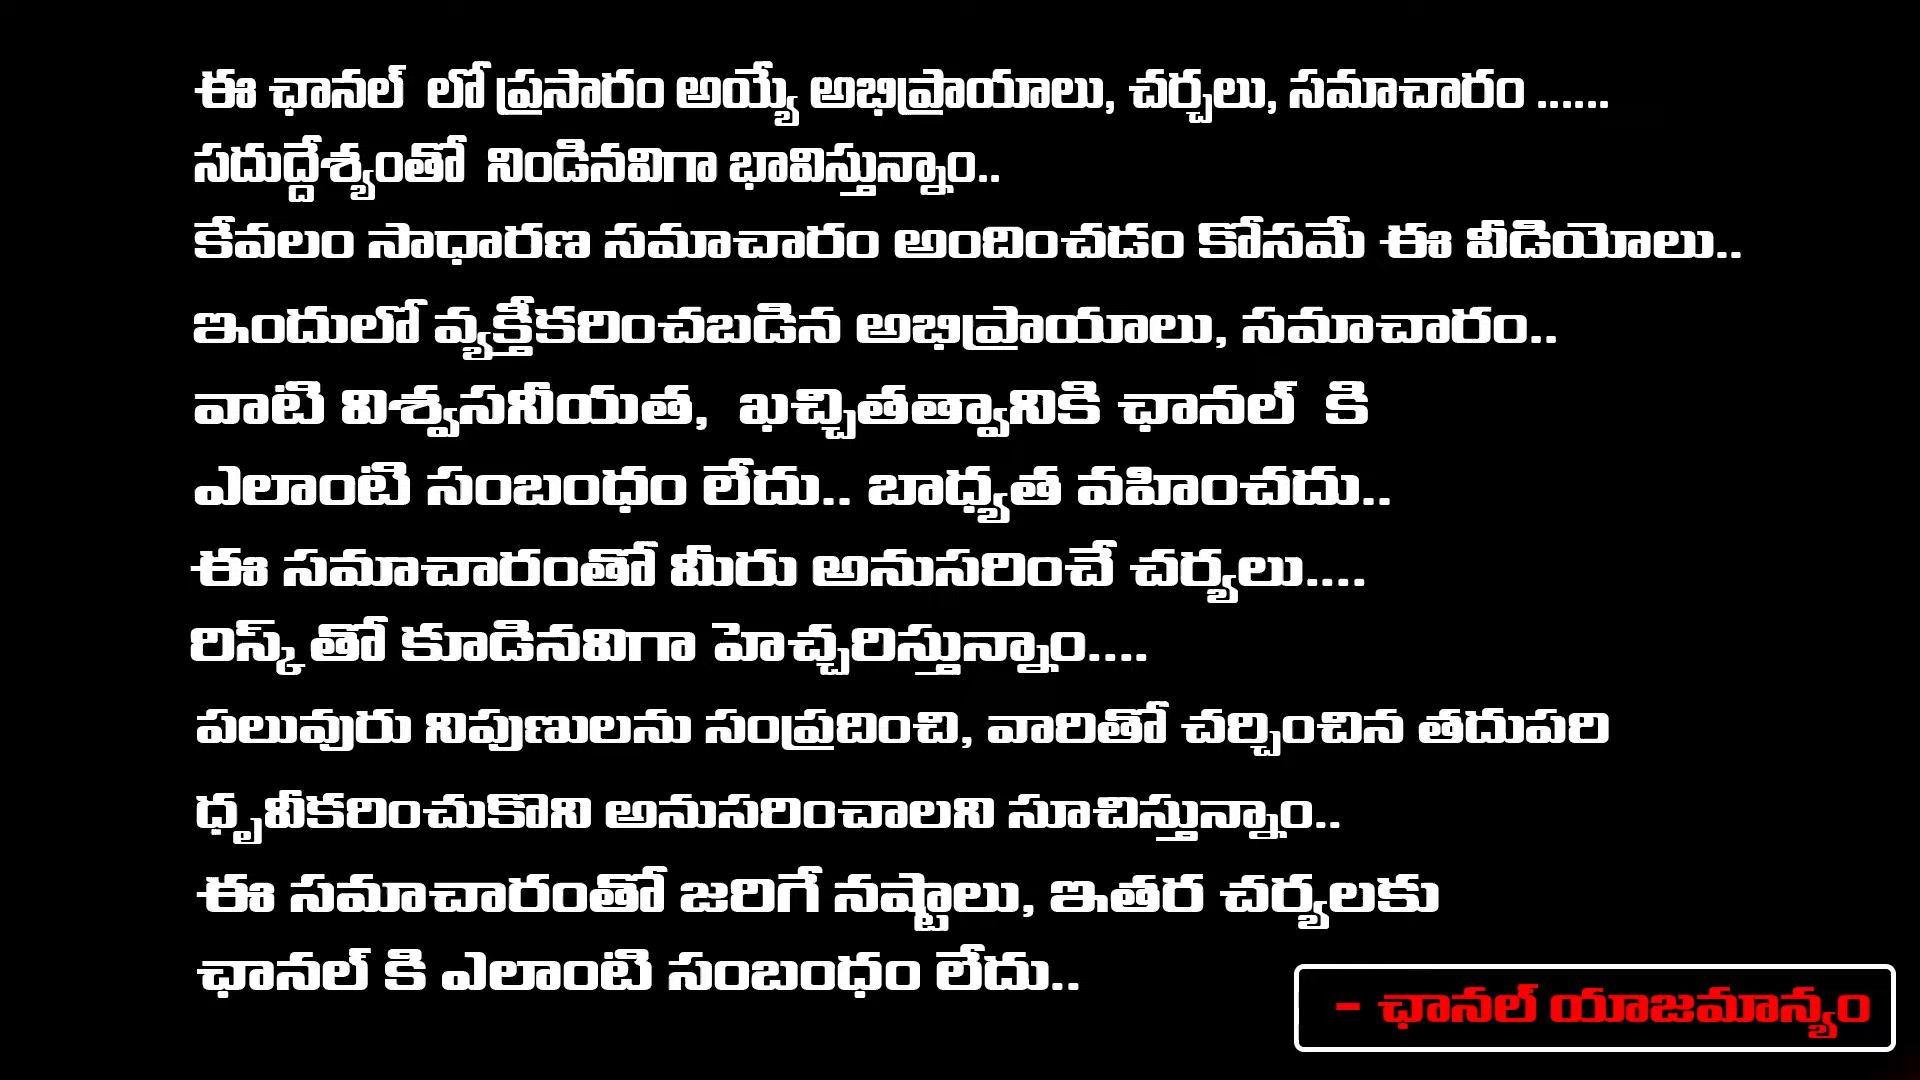 ఈ ఛానల్ లో ప్రసారం అయ్యే అభిప్రాయాలు, చర్చలు, సమాచారం ......
సదుద్దేశ్యంతో నిండినవిగా భావిస్తున్నాం..
కేవలం సాధారణ సమాచారం అందించడం కోసమే ఈ వీడియోలు..
ఇందులో వ్యక్తీకరించబడిన అభిప్రాయాలు, సమాచారం..
వాటి విశ్వసనీయత, ఖచ్చితత్వానికి ఛానల్ కి
ఎలాంటి సంబంధం లేదు.. బాధ్యత వహించదు..
ఈ సమాచారంతో మీరు అనుసరించే చర్యలు....
రిస్క్ తో కూడినవిగా హెచ్చరిస్తున్నాం....
పలువురు నిపుణులను సంప్రదించి, వారితో చర్చించిన తదుపరి
ధృవీకరించుకొని అనుసరించాలని సూచిస్తున్నాం..
ఈ సమాచారంతో జరిగే నష్టాలు, ఇతర చర్యలకు
ఛానల్ కి ఎలాంటి సంబంధం లేదు..
- ఛానల్ యాజమాన్యం